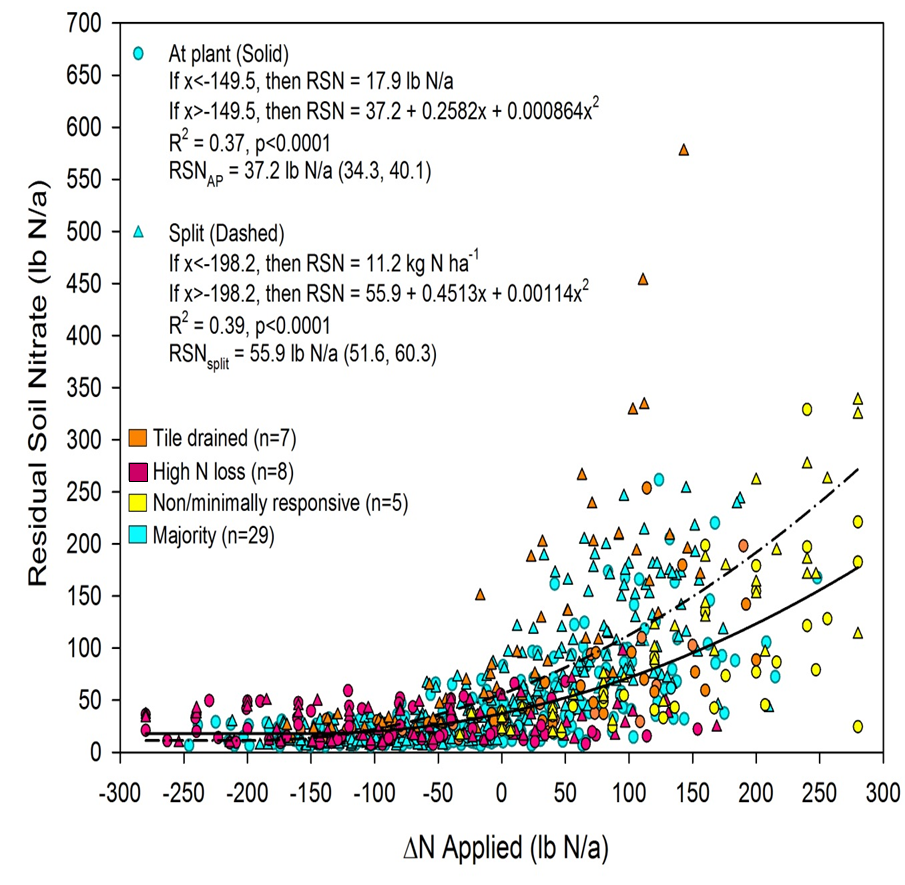 700
650
600
550
500
450
400
350
300
250
200
150
100
50
0
Residual Soil Nitrate (lb N/a)
At plant (Solid)
If x<-149.5, then RSN = 17.9 lb N/a
If x>-149.5, then RSN = 37.2 + 0.2582x + 0.000864x²
R² = 0.37, p<0.0001
RSN_AP = 37.2 lb N/a (34.3, 40.1)
Split (Dashed)
If x<-198.2, then RSN = 11.2 kg N ha⁻¹
If x>-198.2, then RSN = 55.9 + 0.4513x + 0.00114x²
R² = 0.39, p<0.0001
RSN_split = 55.9 lb N/a (51.6, 60.3)
Tile drained (n=7)
High N loss (n=8)
Non/minimally responsive (n=5)
Majority (n=29)
-300 -250 -200 -150 -100 -50 0 50 100 150 200 250 300
ΔN Applied (lb N/a)